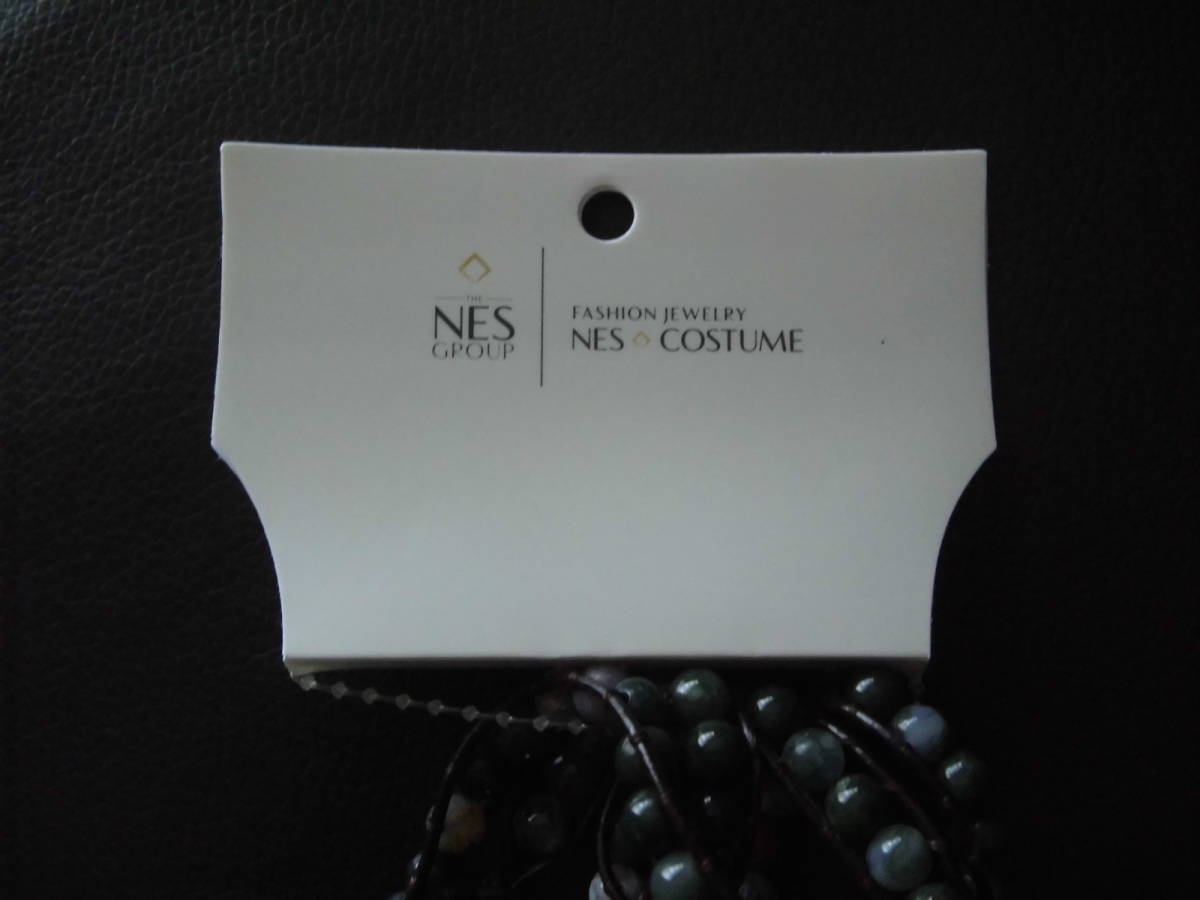 THE
NES
GROUP
FASHION JEWELRY
NES COSTUME